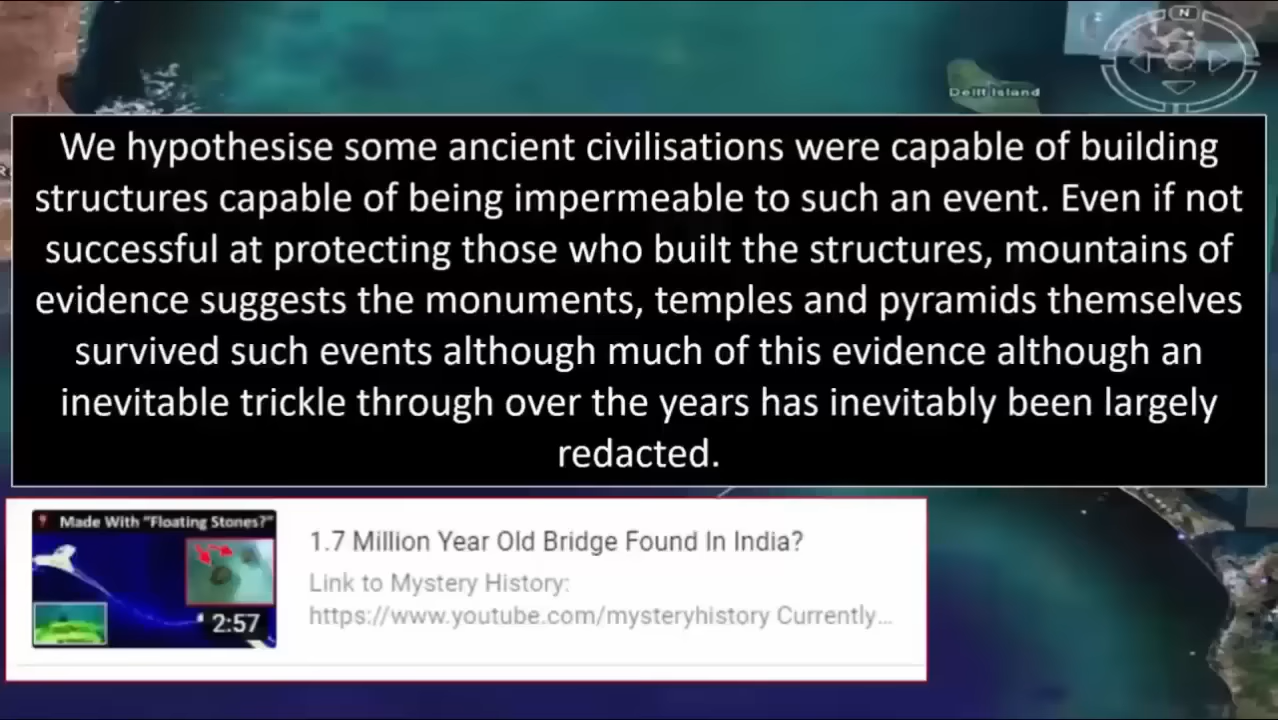 N
Delft Island
We hypothesise some ancient civilisations were capable of building
structures capable of being impermeable to such an event. Even if not
successful at protecting those who built the structures, mountains of
evidence suggests the monuments, temples and pyramids themselves
survived such events although much of this evidence although an
inevitable trickle through over the years has inevitably been largely
redacted.
Made With "Floating Stones?"
2:57
1.7 Million Year Old Bridge Found In India?
Link to Mystery History:
https://www.youtube.com/mysteryhistory Currently...